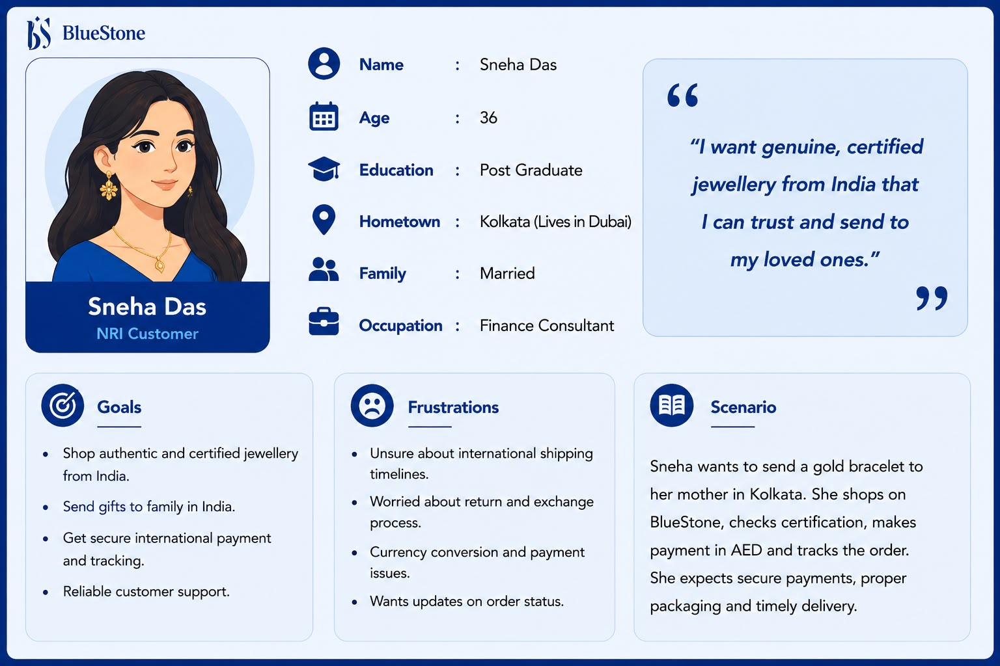 BlueStone
Sneha Das
NRI Customer
Name : Sneha Das
Age : 36
Education : Post Graduate
Hometown : Kolkata (Lives in Dubai)
Family : Married
Occupation : Finance Consultant
“
“I want genuine, certified
jewellery from India that
I can trust and send to
my loved ones.”
”
Goals
• Shop authentic and certified jewellery
from India.
• Send gifts to family in India.
• Get secure international payment
and tracking.
• Reliable customer support.
Frustrations
• Unsure about international shipping
timelines.
• Worried about return and exchange
process.
• Currency conversion and payment
issues.
• Wants updates on order status.
Scenario
Sneha wants to send a gold bracelet to
her mother in Kolkata. She shops on
BlueStone, checks certification, makes
payment in AED and tracks the order.
She expects secure payments, proper
packaging and timely delivery.